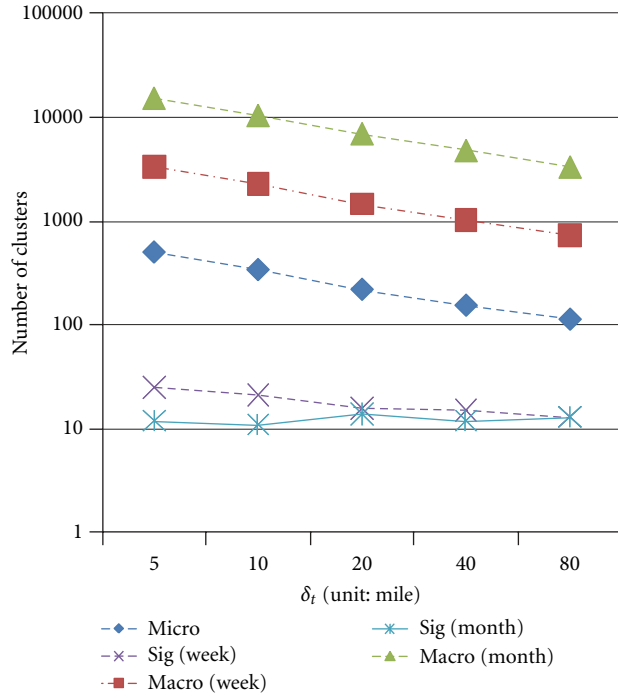 100000
10000
1000
100
10
1
Number of clusters
5 10 20 40 80
δt (unit: mile)
Micro
Sig (week)
Macro (week)
Sig (month)
Macro (month)